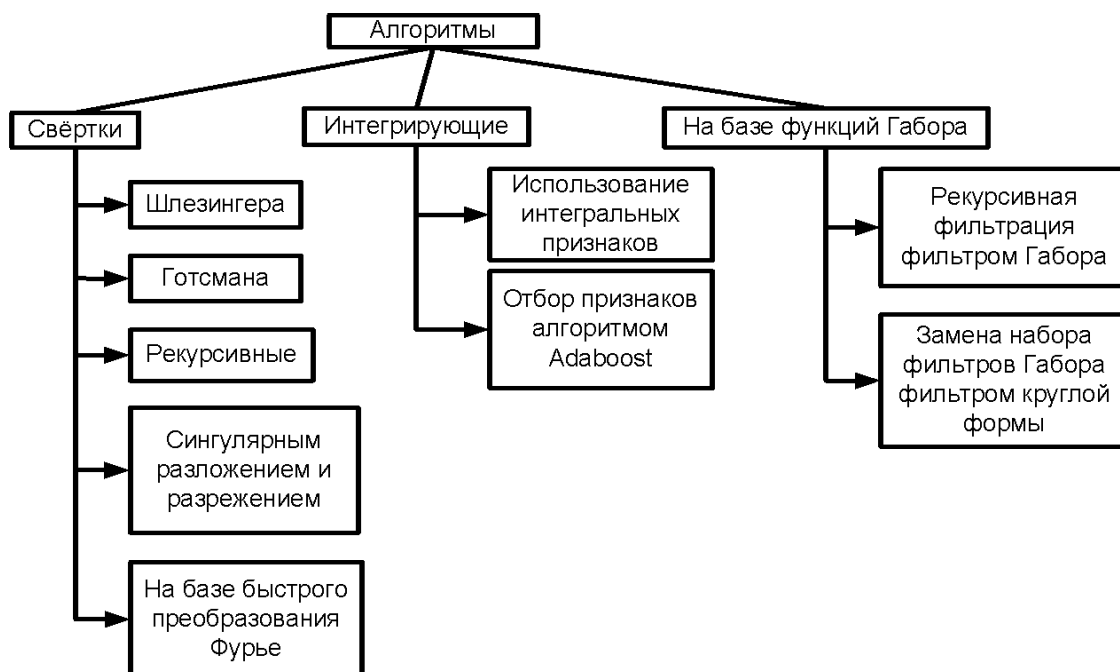 Алгоритмы
Свёртки
Интегрирующие
На базе функций Габора
Шлезингера
Готсмана
Рекурсивные
Сингулярным
разложением и
разрежением
На базе быстрого
преобразования
Фурье
Использование
интегральных
признаков
Отбор признаков
алгоритмом
Adaboost
Рекурсивная
фильтрация
фильтром Габора
Замена набора
фильтров Габора
фильтром круглой
формы